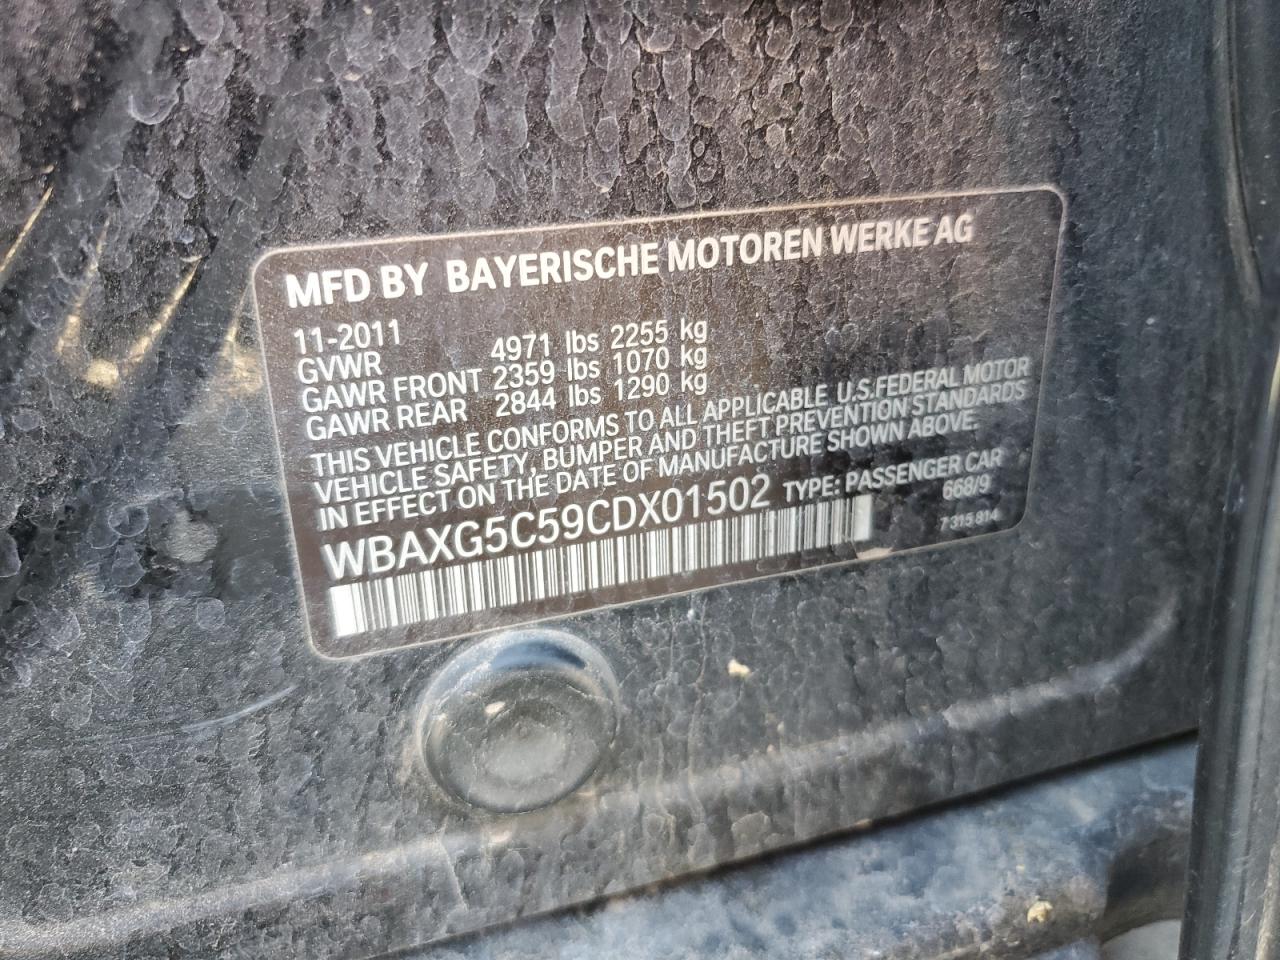 MFD BY BAYERISCHE MOTOREN WERKE AG
11-2011
GVWR 4971 lbs 2255 kg
GAWR FRONT 2359 lbs 1070 kg
GAWR REAR 2844 lbs 1290 kg
THIS VEHICLE CONFORMS TO ALL APPLICABLE U.S.FEDERAL MOTOR
VEHICLE SAFETY, BUMPER AND THEFT PREVENTION STANDARDS
IN EFFECT ON THE DATE OF MANUFACTURE SHOWN ABOVE.
WBAXG5C59CDX01502 TYPE: PASSENGER CAR
668/9
7 315 814